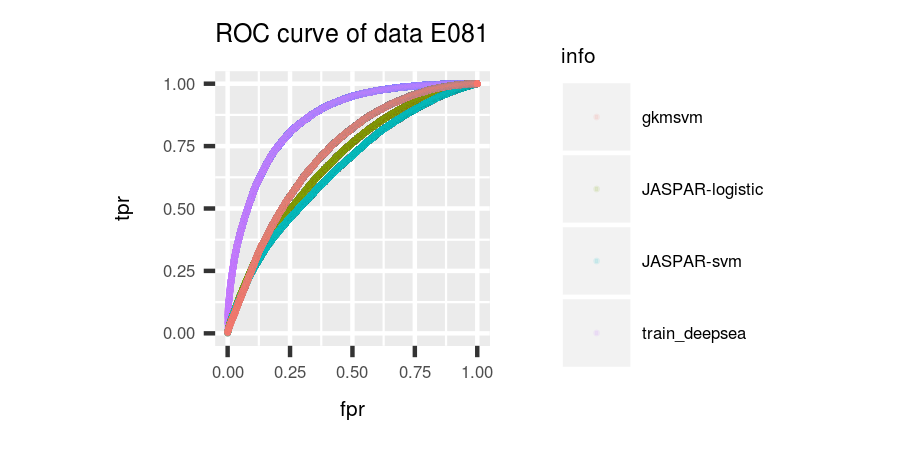 ROC curve of data E081
tpr
1.00
0.75
0.50
0.25
0.00
0.00 0.25 0.50 0.75 1.00
fpr
info
gkmsvm
JASPAR-logistic
JASPAR-svm
train_deepsea